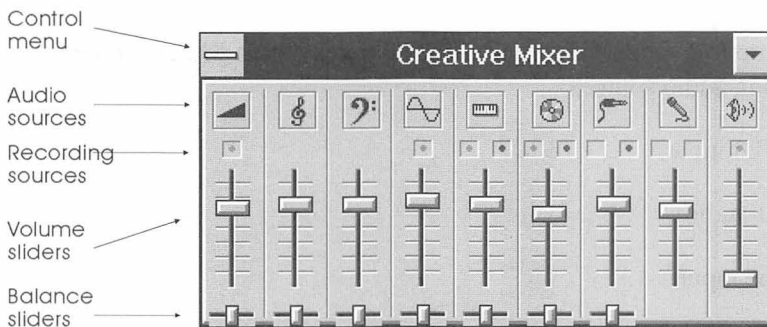 Control
menu
Creative Mixer
Audio
sources
Recording
sources
Volume
sliders
Balance
sliders